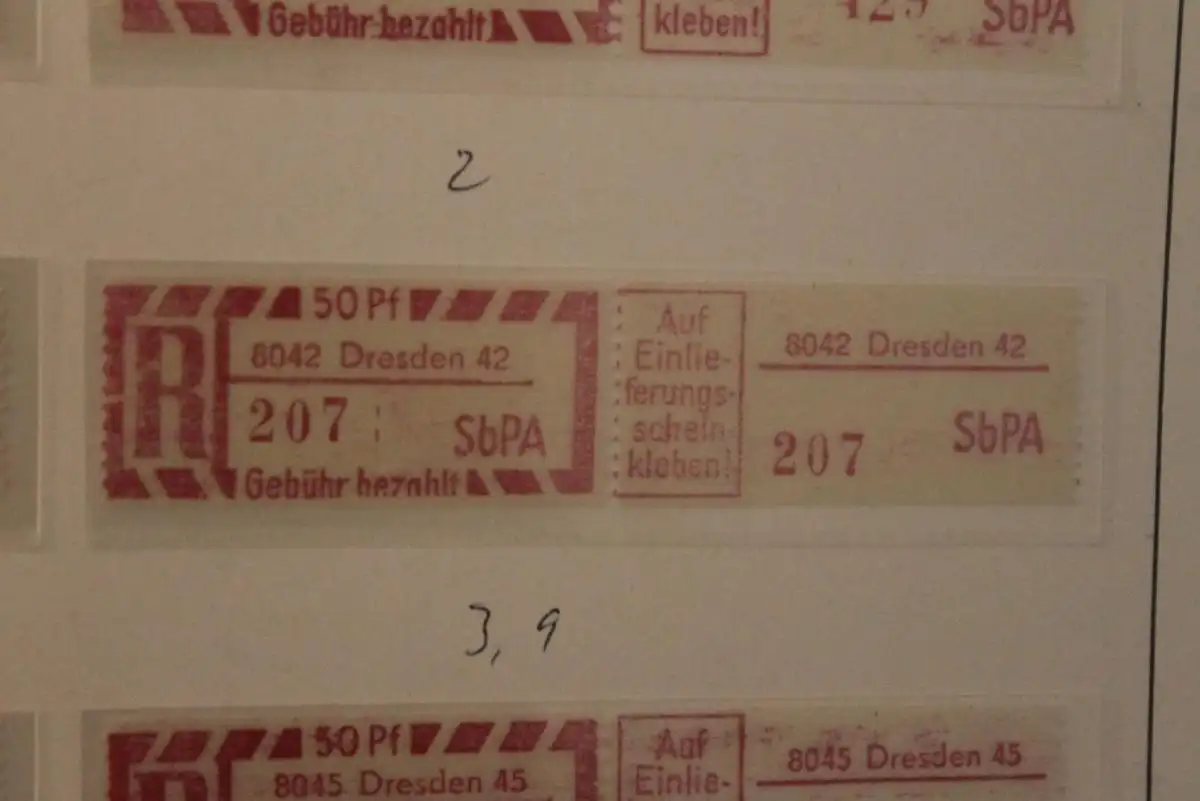 Gebühr bezahlt
kleben!
SbPA
2
50 Pf
R
8042 Dresden 42
207
SbPA
Gebühr bezahlt
Auf
Einlie-
ferungs-
schein
kleben!
8042 Dresden 42
207
SbPA
3, 9
50 Pf
R
8045 Dresden 45
Auf
Einlie-
8045 Dresden 45